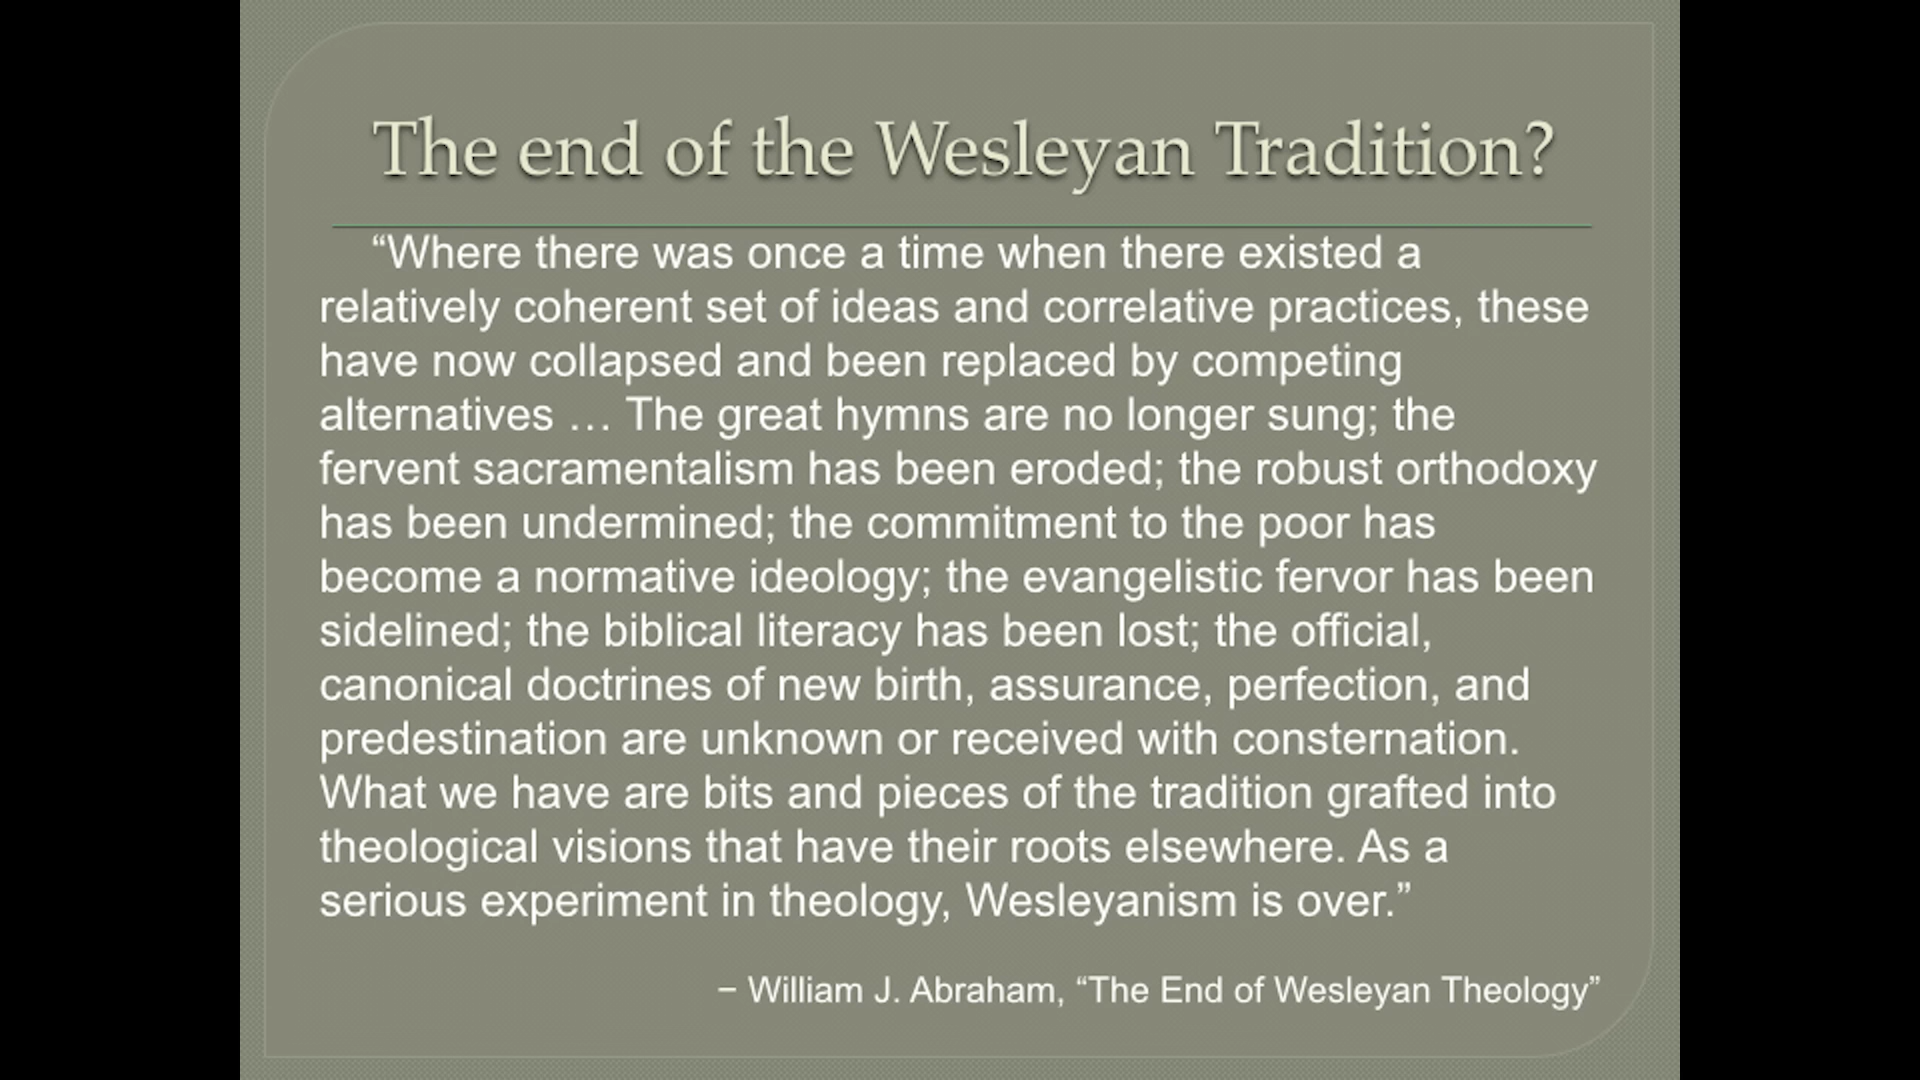 The end of the Wesleyan Tradition?
“Where there was once a time when there existed a
relatively coherent set of ideas and correlative practices, these
have now collapsed and been replaced by competing
alternatives … The great hymns are no longer sung; the
fervent sacramentalism has been eroded; the robust orthodoxy
has been undermined; the commitment to the poor has
become a normative ideology; the evangelistic fervor has been
sidelined; the biblical literacy has been lost; the official,
canonical doctrines of new birth, assurance, perfection, and
predestination are unknown or received with consternation.
What we have are bits and pieces of the tradition grafted into
theological visions that have their roots elsewhere. As a
serious experiment in theology, Wesleyanism is over.”
– William J. Abraham, “The End of Wesleyan Theology”